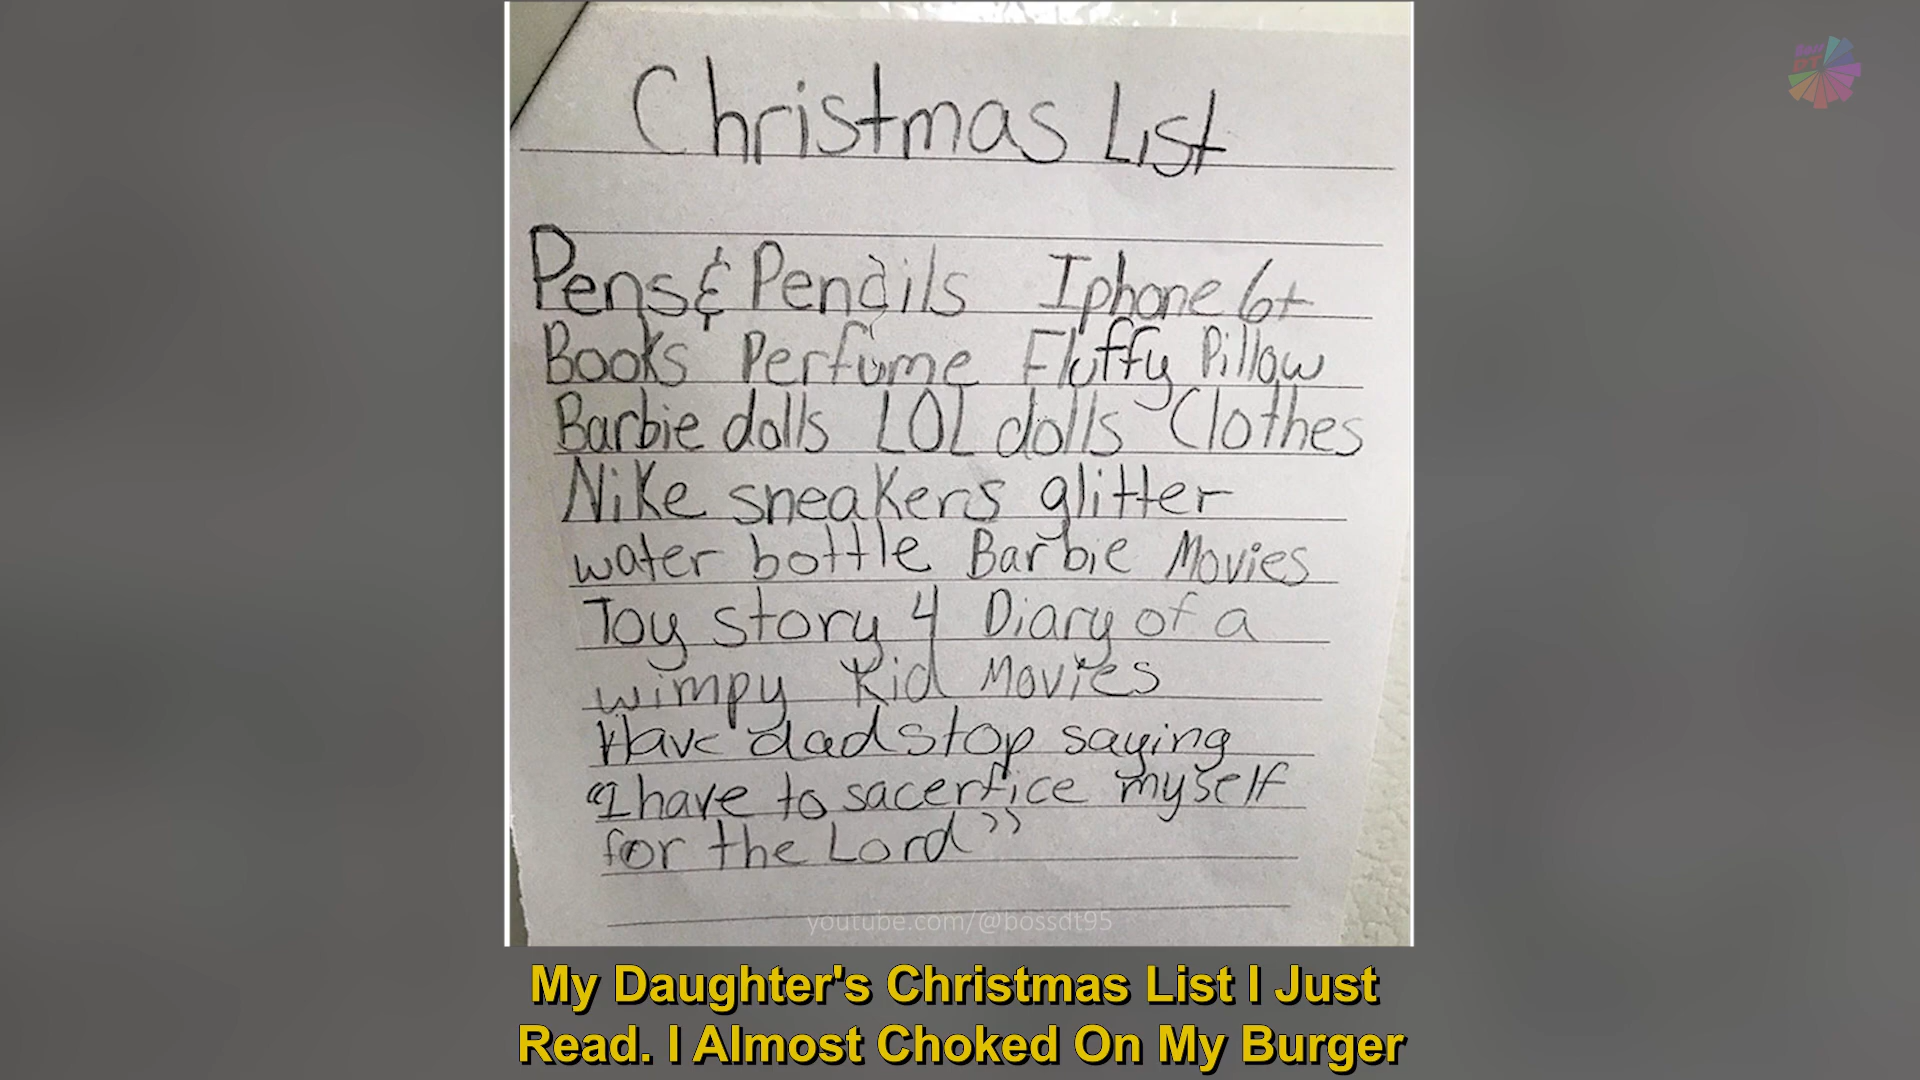 Christmas List
Pens & Pencils Iphone 6+
Books Perfume Fluffy Pillow
Barbie dolls LOL dolls Clothes
Nike sneakers glitter
water bottle Barbie Movies
Toy story 4 Diary of a
wimpy Kid Movies
Have dad stop saying
"I have to sacerfice myself
for the Lord"
youtube.com/@bossdt95
My Daughter's Christmas List I Just
Read. I Almost Choked On My Burger